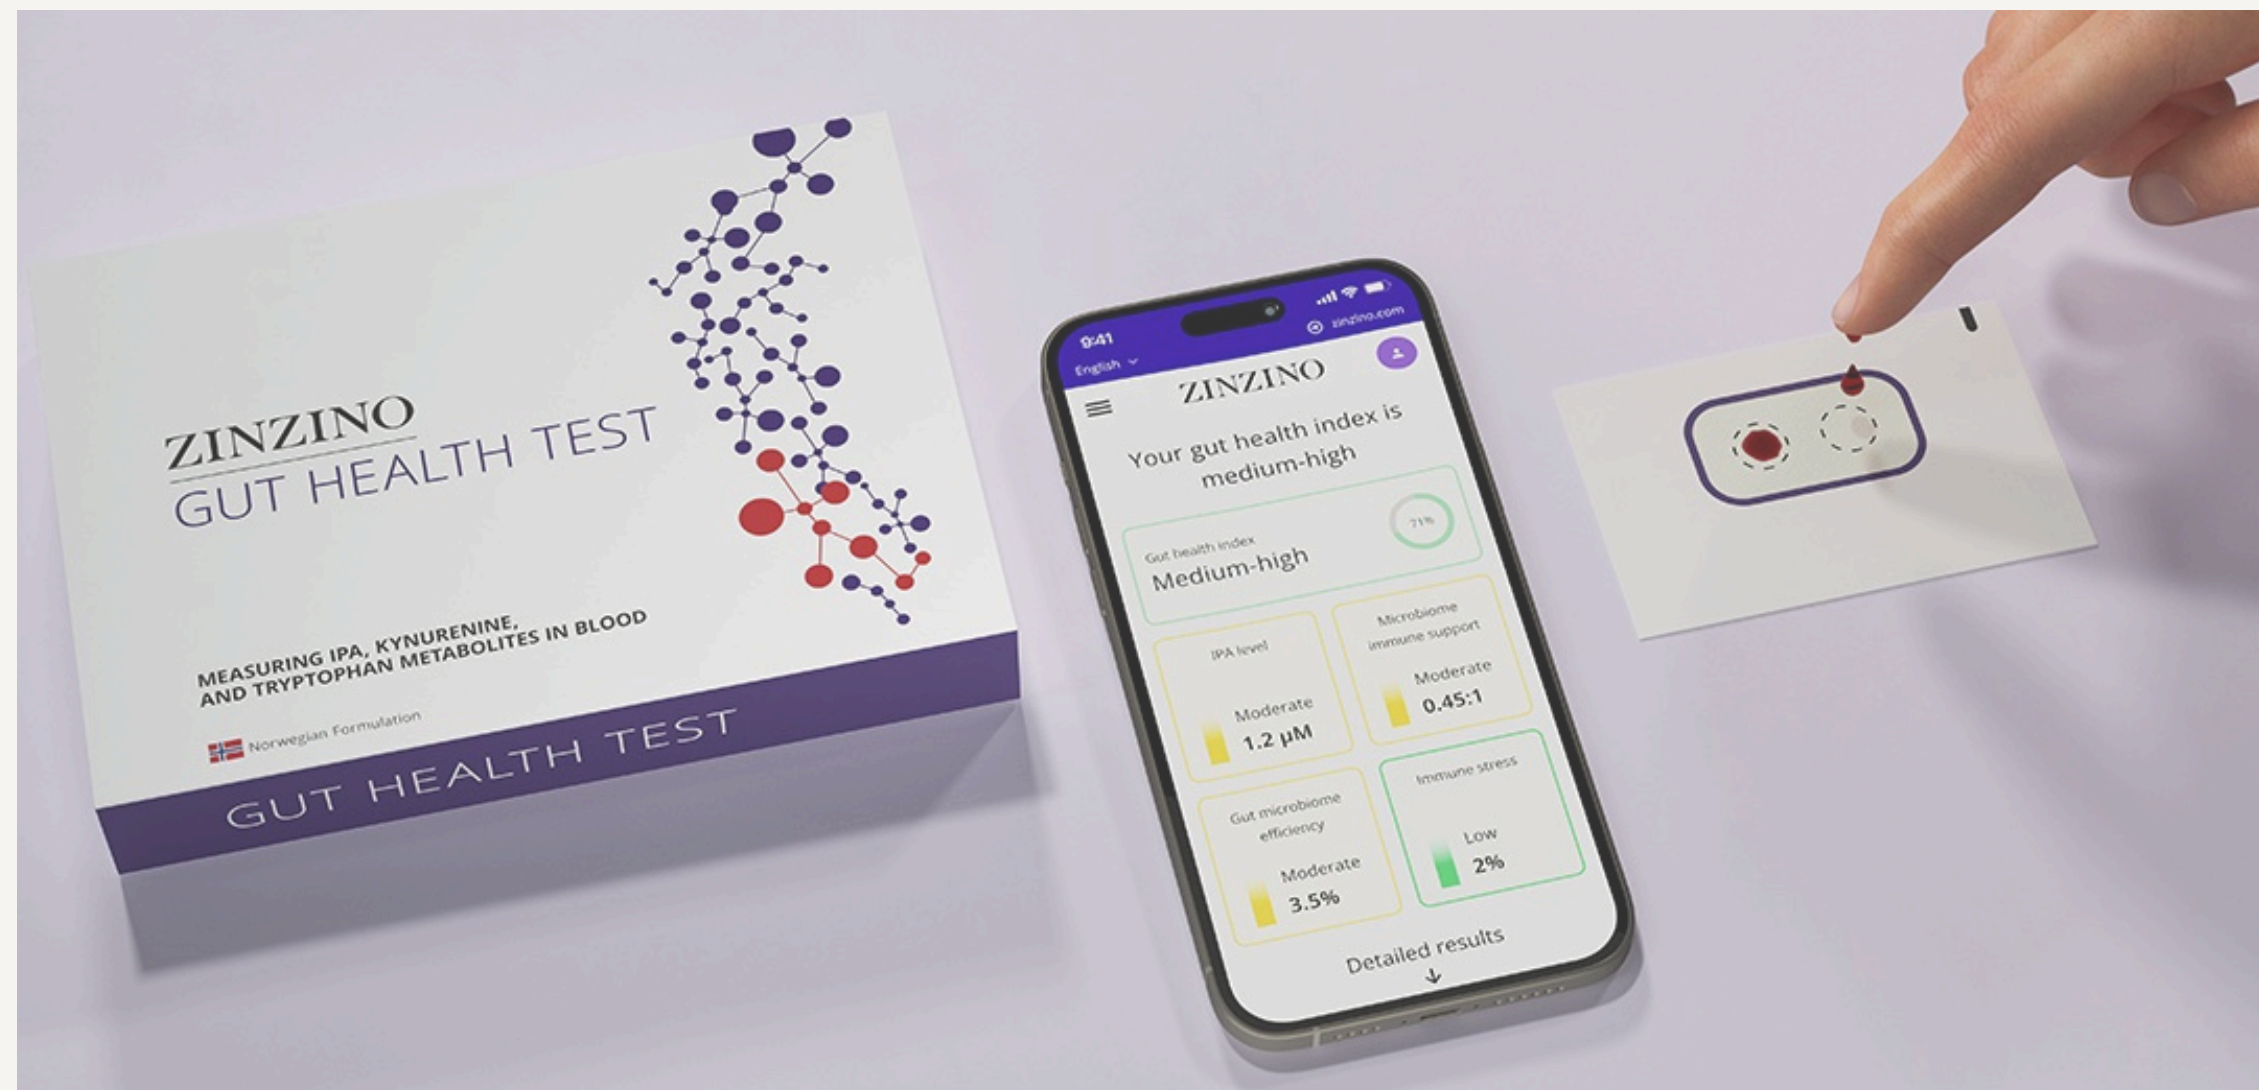 ZINZINO
GUT HEALTH TEST
MEASURING IPA, KYNURENINE,
AND TRYPTOPHAN METABOLITES IN BLOOD
Norwegian Formulation
GUT HEALTH TEST
9:41
English
zinzino.com
ZINZINO
Your gut health index is
medium-high
Gut health index
Medium-high
71%
IPA level
Moderate
1.2 µM
Microbiome
immune support
Moderate
0.45:1
Gut microbiome
efficiency
Moderate
3.5%
Immune stress
Low
2%
Detailed results